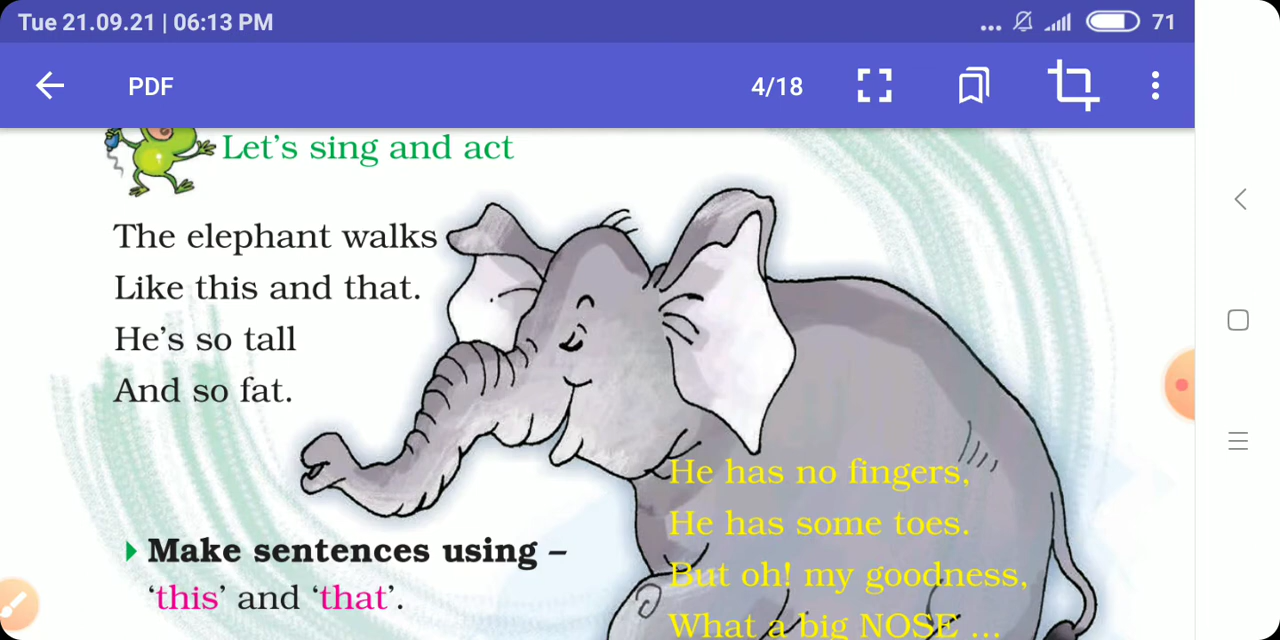 Tue 21.09.21 | 06:13 PM
71
PDF
4/18
Let's sing and act
The elephant walks
Like this and that.
He's so tall
And so fat.
He has no fingers,
He has some toes.
But oh! my goodness,
What a big NOSE ...
Make sentences using –
'this' and 'that'.